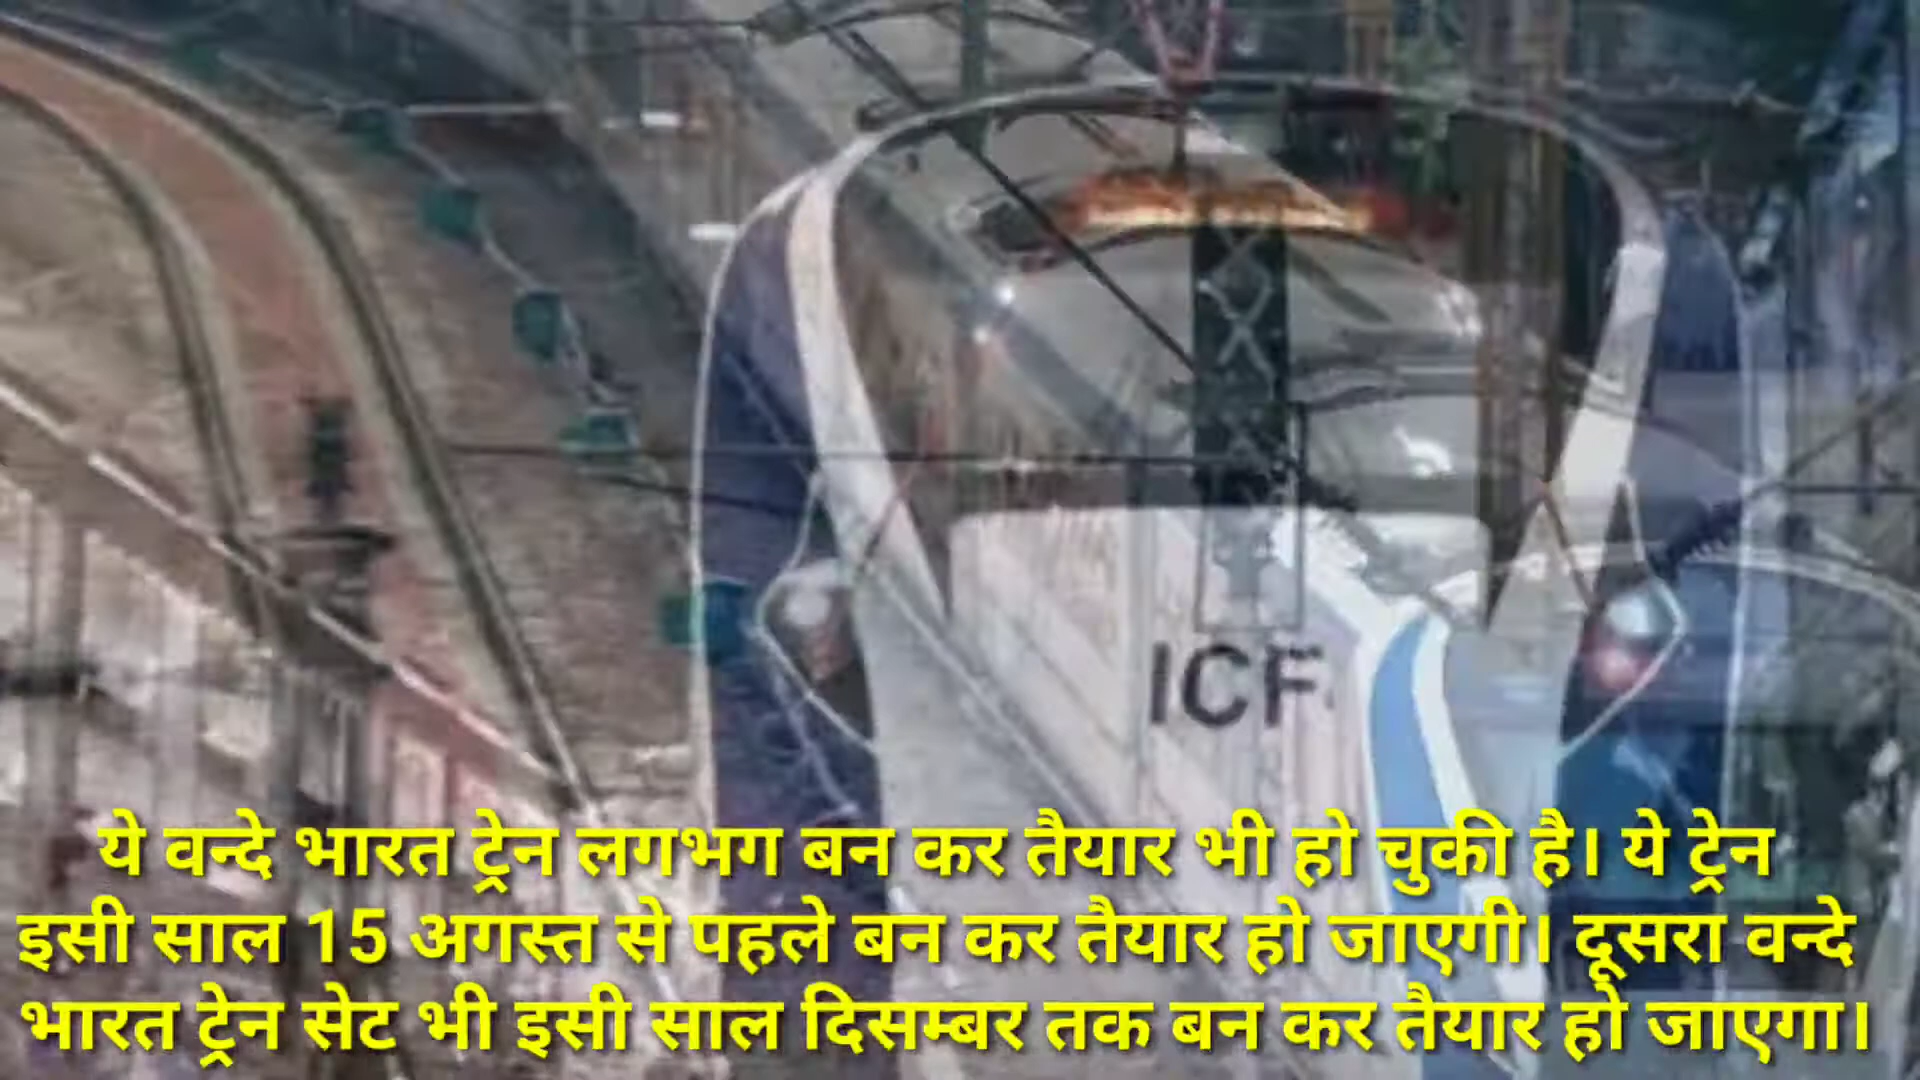 ICF
ये वन्दे भारत ट्रेन लगभग बन कर तैयार भी हो चुकी है। ये ट्रेन
इसी साल 15 अगस्त से पहले बन कर तैयार हो जाएगी। दूसरा वन्दे
भारत ट्रेन सेट भी इसी साल दिसम्बर तक बन कर तैयार हो जाएगा।